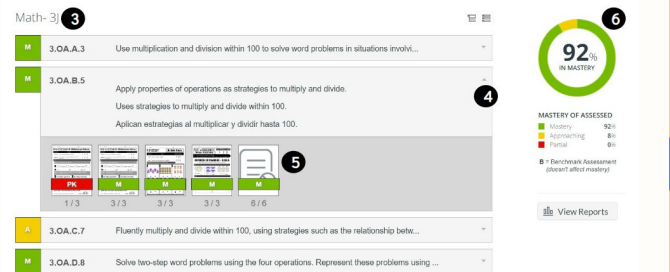 Math- 3J 3
6
M 3.OA.A.3 Use multiplication and division within 100 to solve word problems in situations involvi...
M 3.OA.B.5
Apply properties of operations as strategies to multiply and divide.
4
Uses strategies to multiply and divide within 100.
Aplican estrategias al multiplicar y dividir hasta 100.
5
PK M M M M
1/3 3/3 3/3 3/3 6/6
A 3.OA.C.7 Fluently multiply and divide within 100, using strategies such as the relationship betw...
M 3.OA.D.8 Solve two-step word problems using the four operations. Represent these problems using ...
92%
IN MASTERY
MASTERY OF ASSESSED
Mastery 92%
Approaching 8%
Partial 0%
B = Benchmark Assessment
(doesn't affect mastery)
View Reports